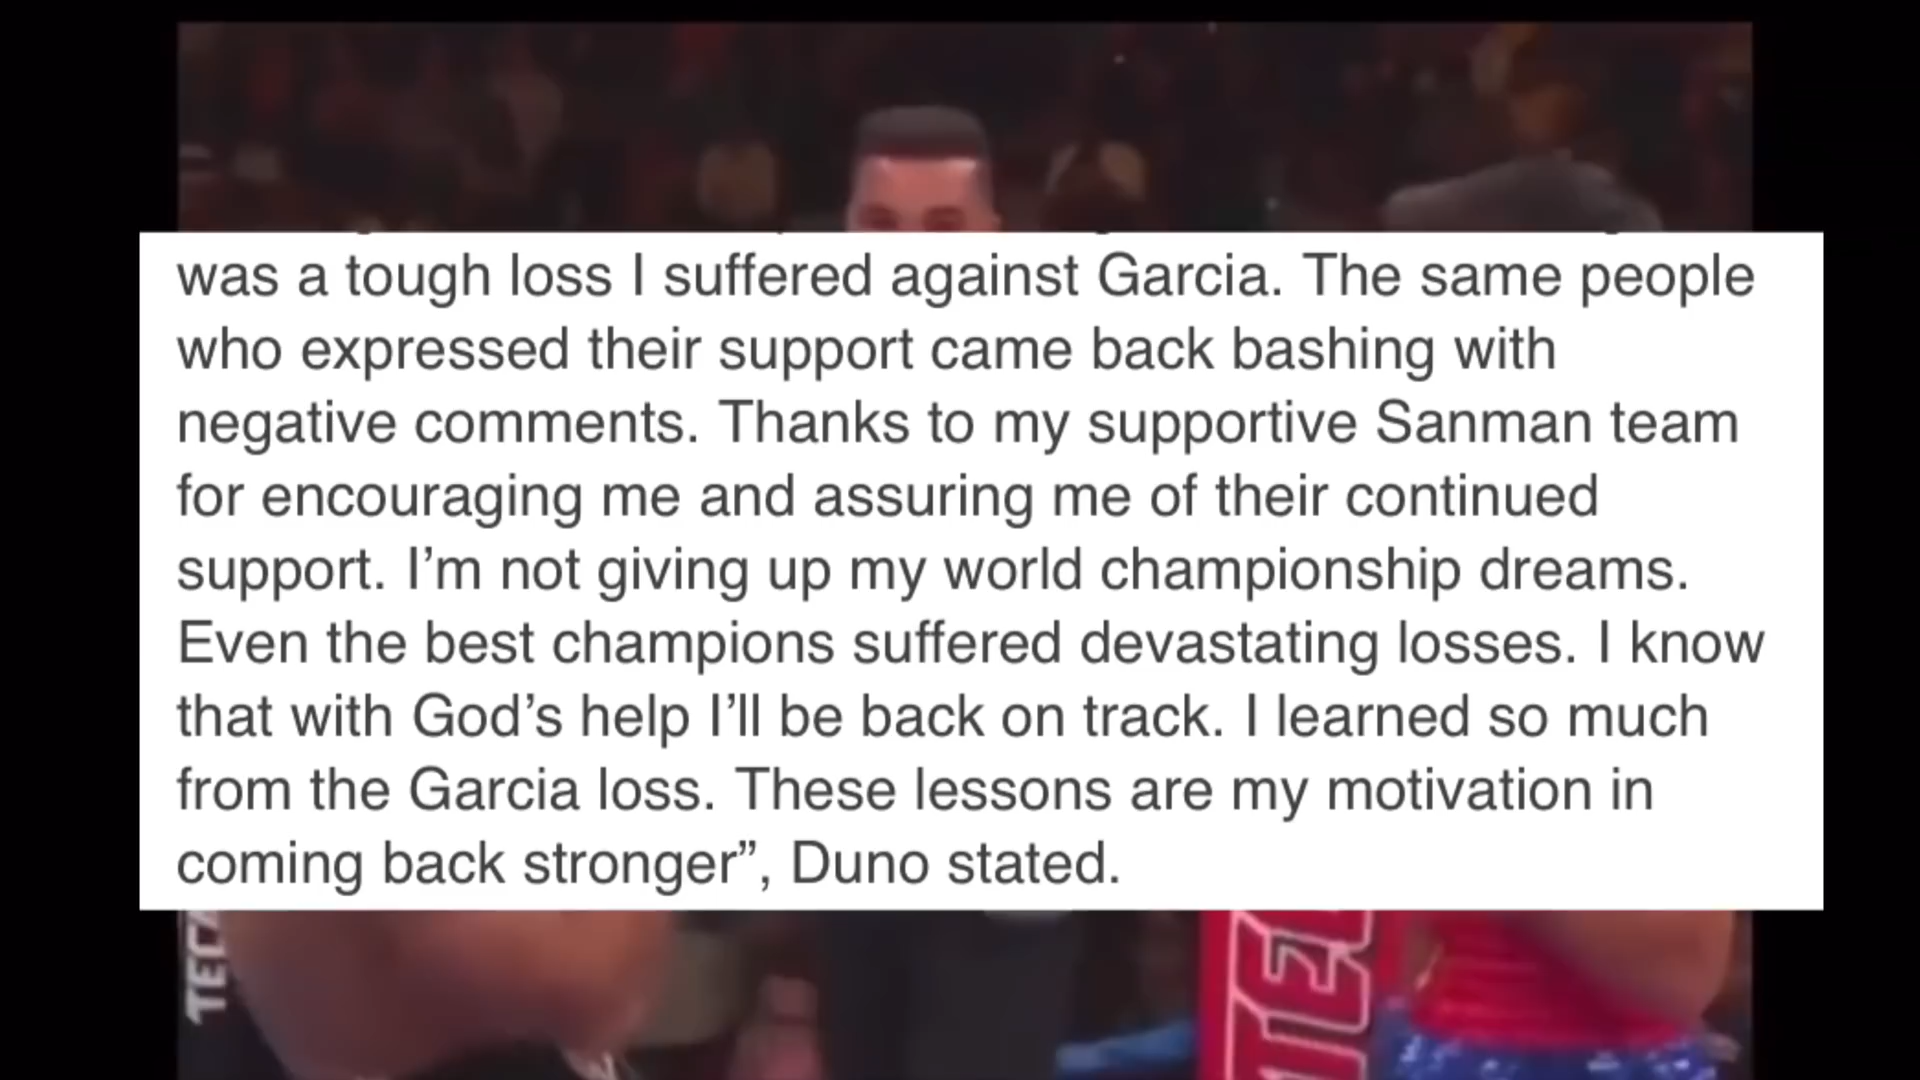 was a tough loss I suffered against Garcia. The same people
who expressed their support came back bashing with
negative comments. Thanks to my supportive Sanman team
for encouraging me and assuring me of their continued
support. I’m not giving up my world championship dreams.
Even the best champions suffered devastating losses. I know
that with God’s help I’ll be back on track. I learned so much
from the Garcia loss. These lessons are my motivation in
coming back stronger”, Duno stated.